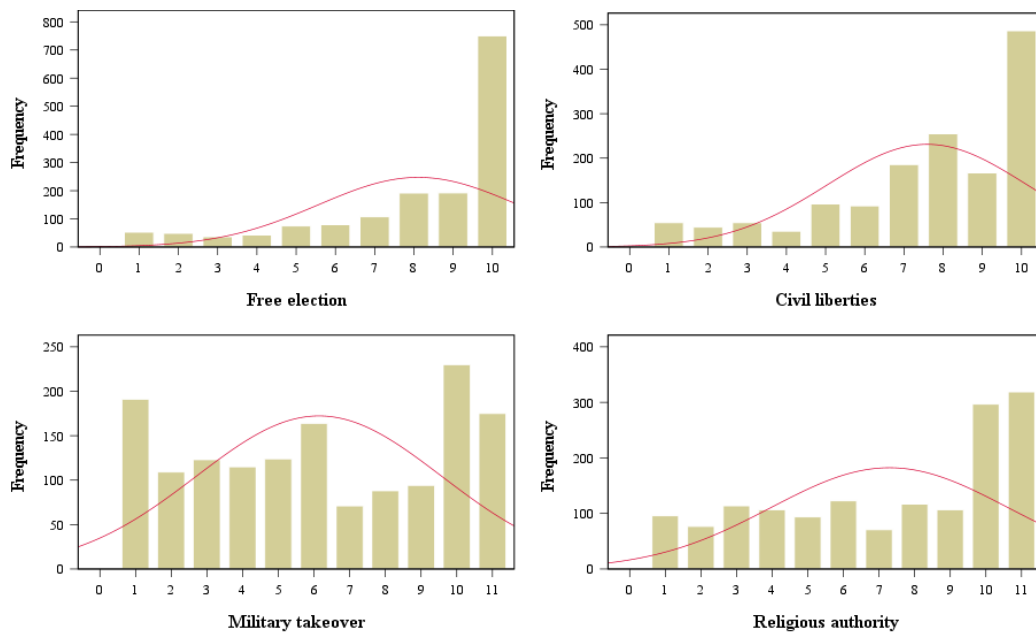 800
700
600
500
400
300
200
100
0
Frequency
0 1 2 3 4 5 6 7 8 9 10
Free election
500
400
300
200
100
0
Frequency
0 1 2 3 4 5 6 7 8 9 10
Civil liberties
250
200
150
100
50
0
Frequency
0 1 2 3 4 5 6 7 8 9 10 11
Military takeover
400
300
200
100
0
Frequency
0 1 2 3 4 5 6 7 8 9 10 11
Religious authority